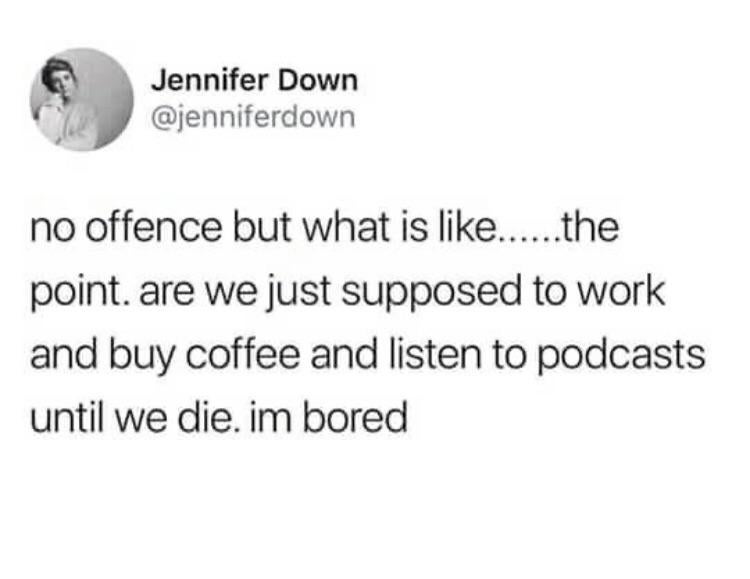 Jennifer Down
@jenniferdown
no offence but what is like......the
point. are we just supposed to work
and buy coffee and listen to podcasts
until we die. im bored